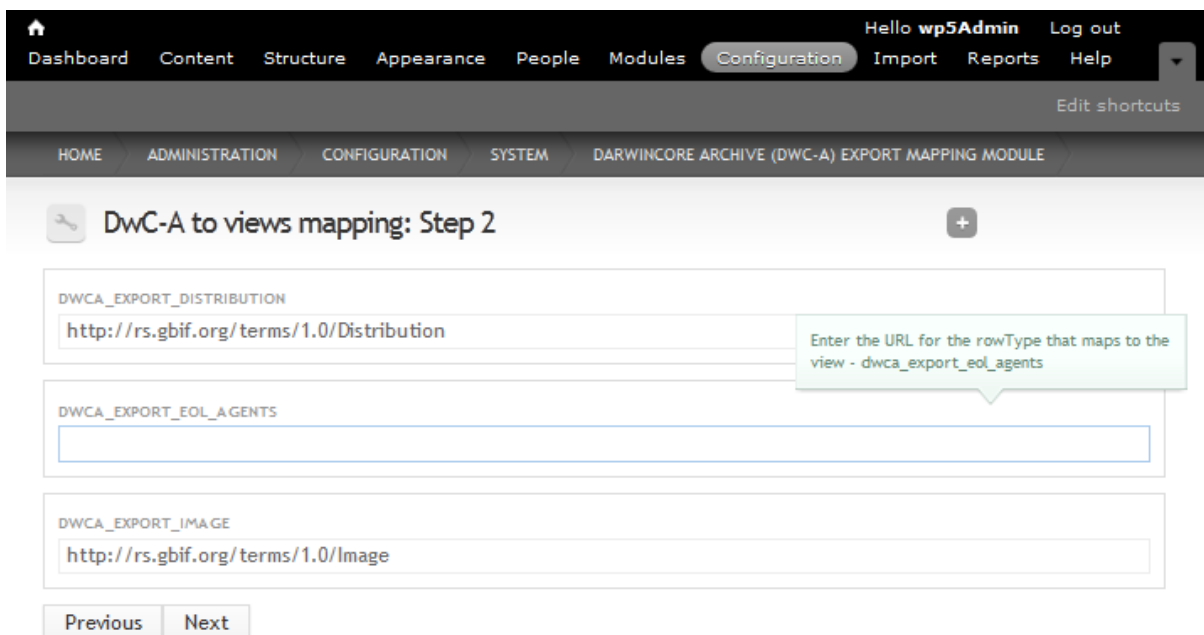 Hello wp5Admin Log out
Dashboard Content Structure Appearance People Modules Configuration Import Reports Help
Edit shortcuts
HOME ADMINISTRATION CONFIGURATION SYSTEM DARWINCORE ARCHIVE (DWC-A) EXPORT MAPPING MODULE
DwC-A to views mapping: Step 2
DWCA_EXPORT_DISTRIBUTION
http://rs.gbif.org/terms/1.0/Distribution
Enter the URL for the rowType that maps to the
view - dwca_export_eol_agents
DWCA_EXPORT_EOL_AGENTS
DWCA_EXPORT_IMAGE
http://rs.gbif.org/terms/1.0/Image
Previous Next